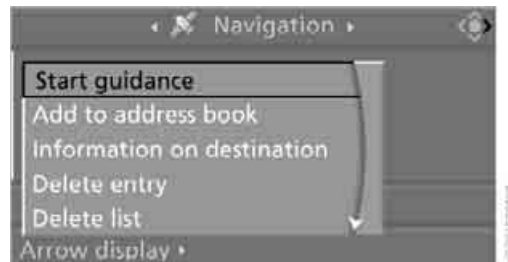 Navigation
Start guidance
Add to address book
Information on destination
Delete entry
Delete list
Arrow display